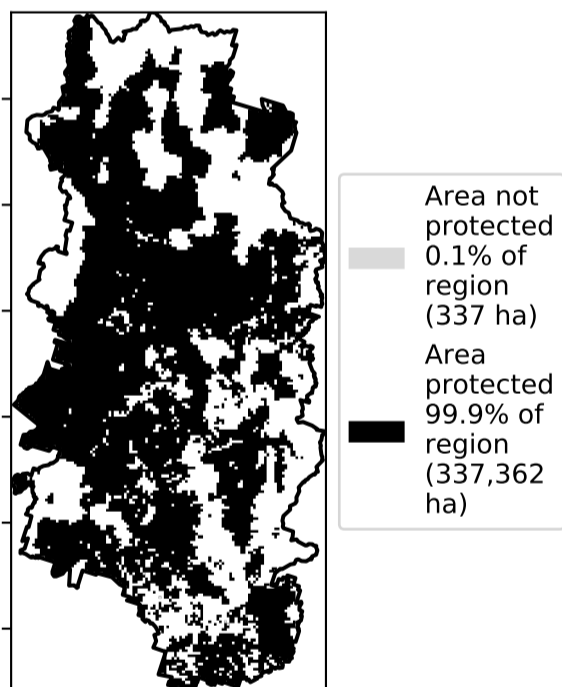 Area not
protected
0.1% of
region
(337 ha)
Area
protected
99.9% of
region
(337,362
ha)